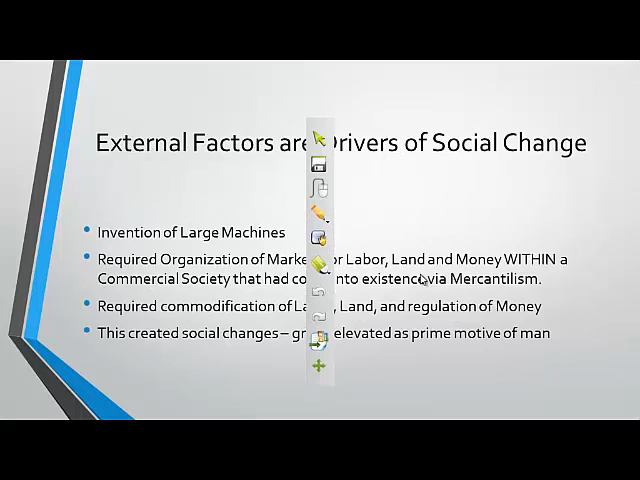 External Factors are Drivers of Social Change
Invention of Large Machines
Required Organization of Marke or Labor, Land and Money WITHIN a
Commercial Society that had co nto existence via Mercantilism.
Required commodification of La , Land, and regulation of Money
This created social changes – gr elevated as prime motive of man